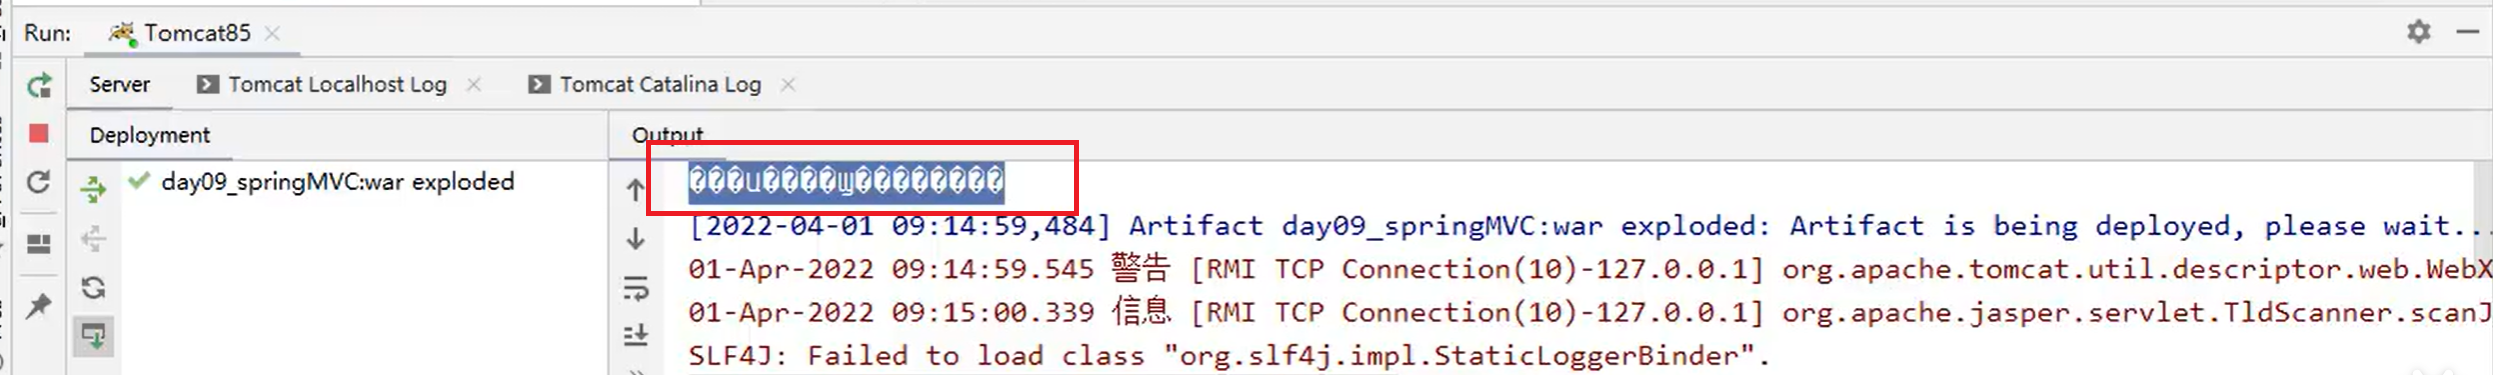 Run: Tomcat85
Server Tomcat Localhost Log Tomcat Catalina Log
Deployment Output
day09_springMVC:war exploded
���u����ɰ��������
[2022-04-01 09:14:59,484] Artifact day09_springMVC:war exploded: Artifact is being deployed, please wait...
01-Apr-2022 09:14:59.545 警告 [RMI TCP Connection(10)-127.0.0.1] org.apache.tomcat.util.descriptor.web.WebX
01-Apr-2022 09:15:00.339 信息 [RMI TCP Connection(10)-127.0.0.1] org.apache.jasper.servlet.TldScanner.scanJ
SLF4J: Failed to load class "org.slf4j.impl.StaticLoggerBinder".